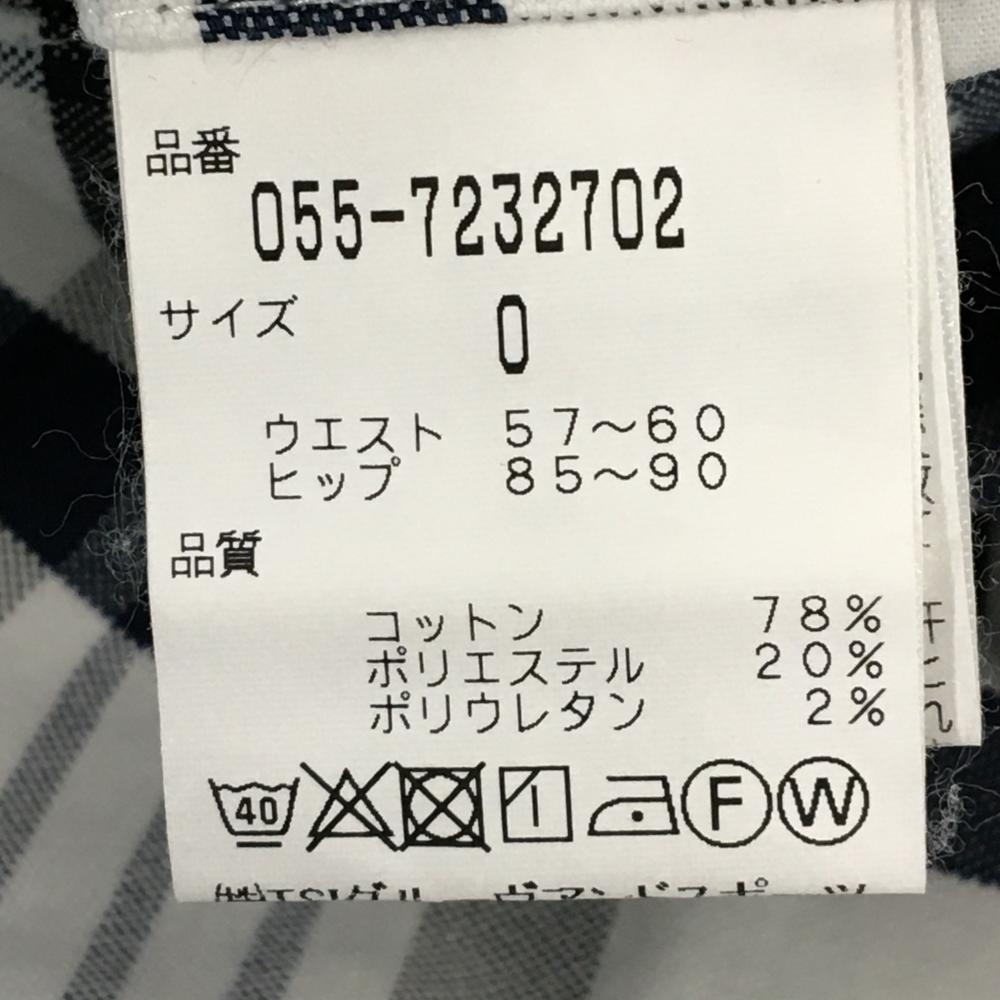 品番
055-7232702
サイズ 0
ウエスト 57～60
ヒップ 85～90
品質
コットン 78%
ポリエステル 20%
ポリウレタン 2%
40 F W